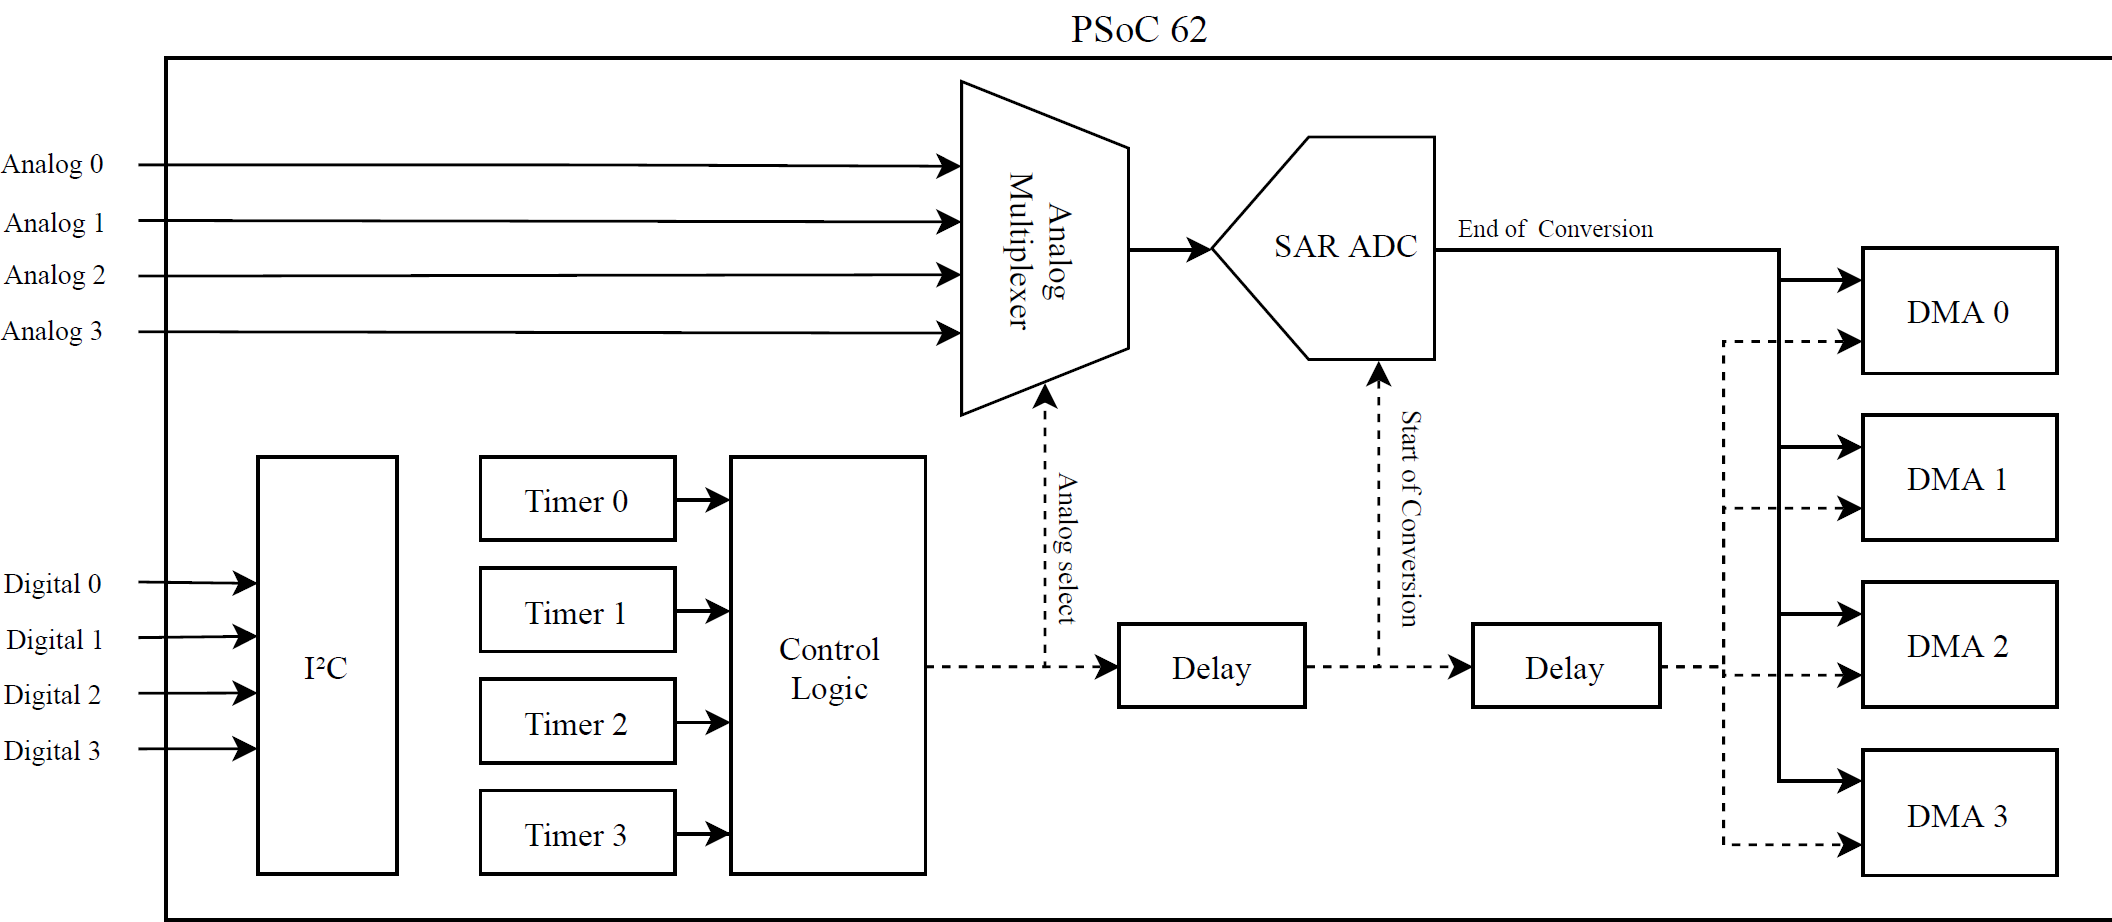 PSoC 62
Analog 0
Analog 1
Analog 2
Analog 3
Analog
Multiplexer
SAR ADC
End of Conversion
DMA 0
DMA 1
DMA 2
DMA 3
Analog select
Start of Conversion
Digital 0
Digital 1
Digital 2
Digital 3
I²C
Timer 0
Timer 1
Timer 2
Timer 3
Control
Logic
Delay
Delay